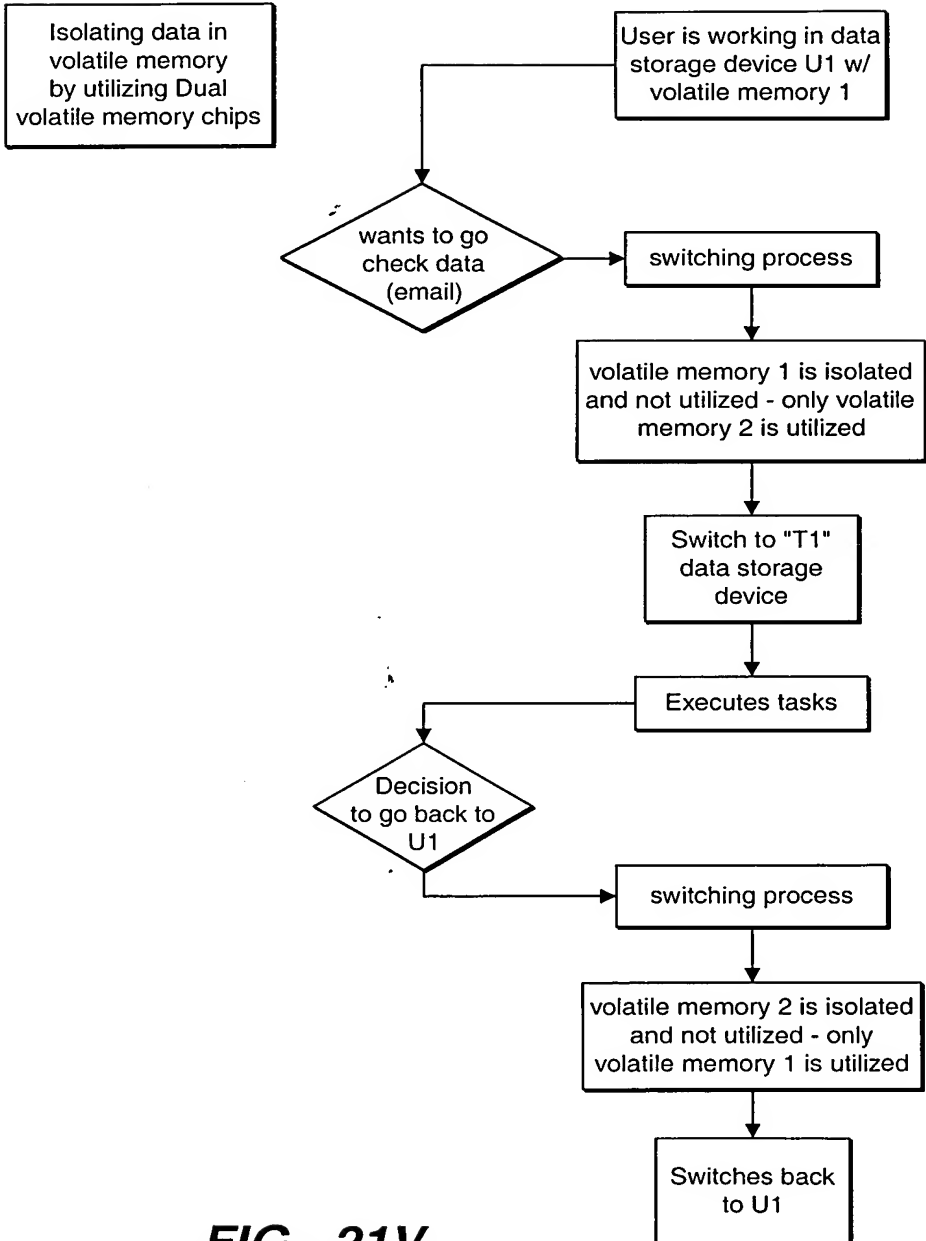 Isolating data in
volatile memory
by utilizing Dual
volatile memory chips
User is working in data
storage device U1 w/
volatile memory 1
wants to go
check data
(email)
switching process
volatile memory 1 is isolated
and not utilized - only volatile
memory 2 is utilized
Switch to "T1"
data storage
device
Executes tasks
Decision
to go back to
U1
switching process
volatile memory 2 is isolated
and not utilized - only
volatile memory 1 is utilized
Switches back
to U1
FIG. 21V